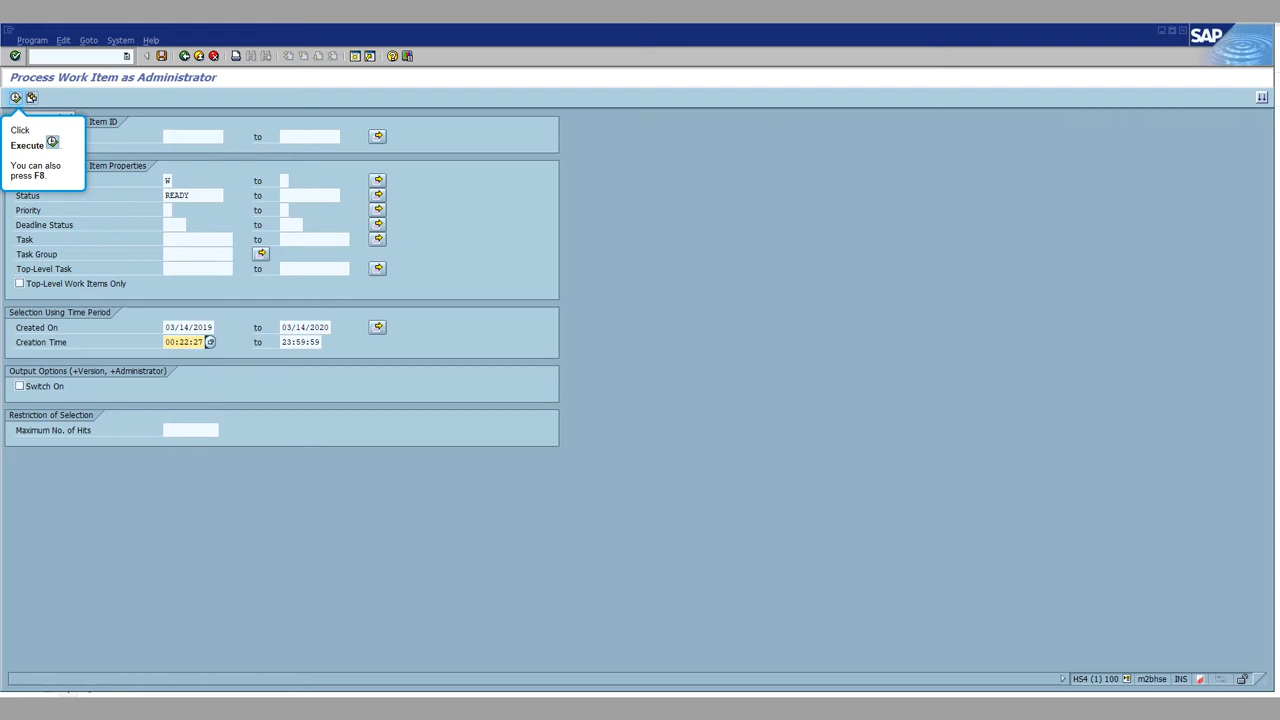 Program Edit Goto System Help
SAP
Process Work Item as Administrator
Click
Execute
You can also
press F8.
Item ID
to
Item Properties
W to
Status READY to
Priority to
Deadline Status to
Task to
Task Group
Top-Level Task to
Top-Level Work Items Only
Selection Using Time Period
Created On 03/14/2019 to 03/14/2020
Creation Time 00:22:27 to 23:59:59
Output Options (+Version, +Administrator)
Switch On
Restriction of Selection
Maximum No. of Hits
HS4 (1) 100 m2bhse INS